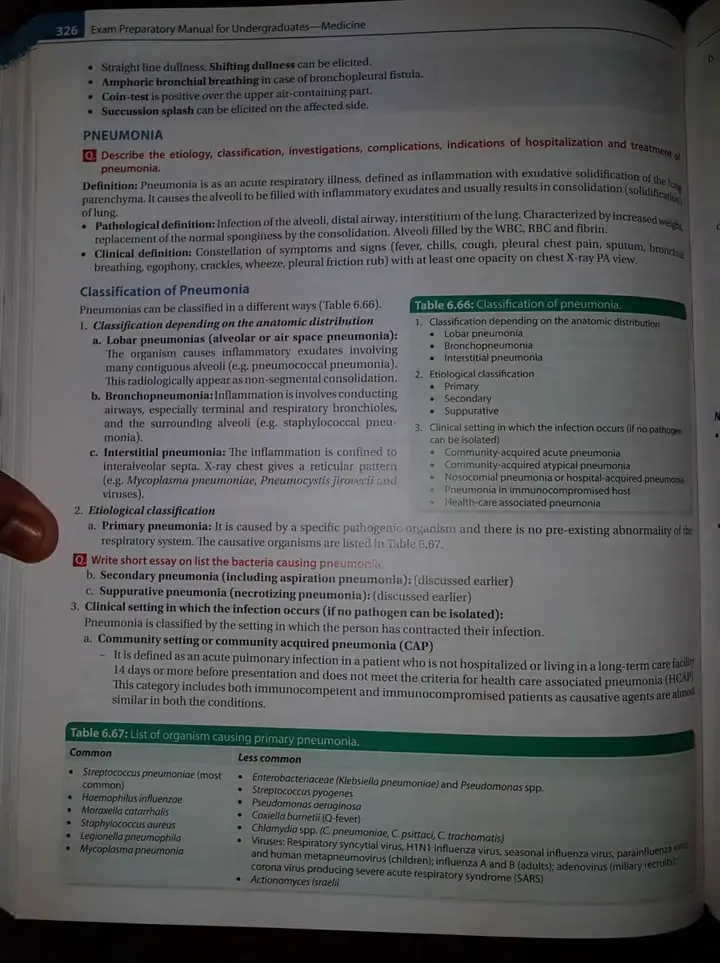 326 Exam Preparatory Manual for Undergraduates—Medicine
• Straight line dullness. Shifting dullness can be elicited.
• Amphoric bronchial breathing in case of bronchopleural fistula.
• Coin-test is positive over the upper air-containing part.
• Succussion splash can be elicited on the affected side.
PNEUMONIA
Q. Describe the etiology, classification, investigations, complications, indications of hospitalization and treatment of
pneumonia.
Definition: Pneumonia is as an acute respiratory illness, defined as inflammation with exudative solidification of the lung
parenchyma. It causes the alveoli to be filled with inflammatory exudates and usually results in consolidation (solidification)
of lung.
• Pathological definition: Infection of the alveoli, distal airway, interstitium of the lung. Characterized by increased weight,
replacement of the normal sponginess by the consolidation. Alveoli filled by the WBC, RBC and fibrin.
• Clinical definition: Constellation of symptoms and signs (fever, chills, cough, pleural chest pain, sputum, bronchial
breathing, egophony, crackles, wheeze, pleural friction rub) with at least one opacity on chest X-ray PA view.
Classification of Pneumonia
Pneumonias can be classified in a different ways (Table 6.66).
1. Classification depending on the anatomic distribution
a. Lobar pneumonias (alveolar or air space pneumonia):
The organism causes inflammatory exudates involving
many contiguous alveoli (e.g. pneumococcal pneumonia).
This radiologically appear as non-segmental consolidation.
b. Bronchopneumonia: Inflammation is involves conducting
airways, especially terminal and respiratory bronchioles,
and the surrounding alveoli (e.g. staphylococcal pneu-
monia).
c. Interstitial pneumonia: The inflammation is confined to
interalveolar septa. X-ray chest gives a reticular pattern
(e.g. Mycoplasma pneumoniae, Pneumocystis jirovecii and
viruses).
Table 6.66: Classification of pneumonia.
1. Classification depending on the anatomic distribution
• Lobar pneumonia
• Bronchopneumonia
• Interstitial pneumonia
2. Etiological classification
• Primary
• Secondary
• Suppurative
3. Clinical setting in which the infection occurs (if no pathogen
can be isolated)
• Community-acquired acute pneumonia
• Community-acquired atypical pneumonia
• Nosocomial pneumonia or hospital-acquired pneumonia
• Pneumonia in immunocompromised host
• Health-care associated pneumonia
2. Etiological classification
a. Primary pneumonia: It is caused by a specific pathogenic organism and there is no pre-existing abnormality of the
respiratory system. The causative organisms are listed in Table 6.67.
Q. Write short essay on list the bacteria causing pneumonia.
b. Secondary pneumonia (including aspiration pneumonia): (discussed earlier)
c. Suppurative pneumonia (necrotizing pneumonia): (discussed earlier)
3. Clinical setting in which the infection occurs (if no pathogen can be isolated):
Pneumonia is classified by the setting in which the person has contracted their infection.
a. Community setting or community acquired pneumonia (CAP)
– It is defined as an acute pulmonary infection in a patient who is not hospitalized or living in a long-term care facility
14 days or more before presentation and does not meet the criteria for health care associated pneumonia (HCAP)
This category includes both immunocompetent and immunocompromised patients as causative agents are almost
similar in both the conditions.
Table 6.67: List of organism causing primary pneumonia.
Common
• Streptococcus pneumoniae (most
common)
• Haemophilus influenzae
• Moraxella catarrhalis
• Staphylococcus aureus
• Legionella pneumophila
• Mycoplasma pneumonia
Less common
• Enterobacteriaceae (Klebsiella pneumoniae) and Pseudomonas spp.
• Streptococcus pyogenes
• Pseudomonas aeruginosa
• Coxiella burnetii (Q-fever)
• Chlamydia spp. (C. pneumoniae, C. psittaci, C. trachomatis)
• Viruses: Respiratory syncytial virus, H1N1 influenza virus, seasonal influenza virus, parainfluenza virus
and human metapneumovirus (children); influenza A and B (adults); adenovirus (military recruits);
corona virus producing severe acute respiratory syndrome (SARS)
• Actionomyces Israelii